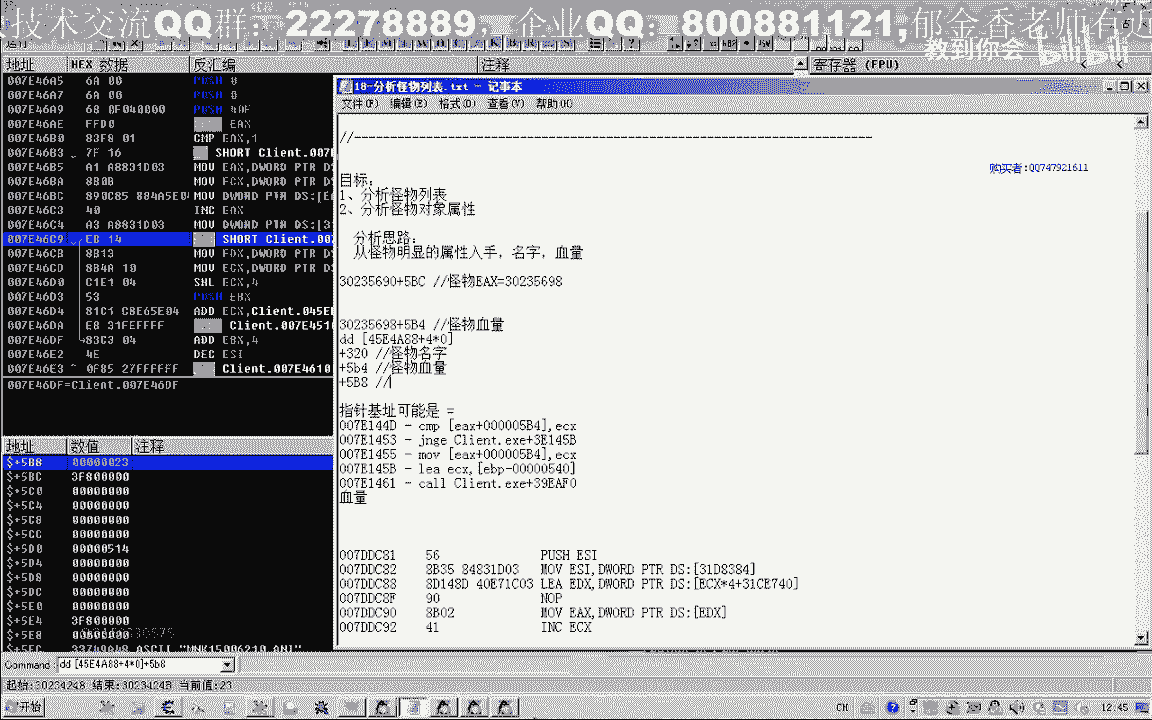 技术交流QQ群：22278889，企业QQ：800881121;郁金香老师有
教到你会 bilibili
地址 HEX 数据 反汇编 注释 寄存器 (FPU)
007E46A5 6A 00 PUSH 0
007E46A7 6A 00 PUSH 0
007E46A9 68 0F040000 PUSH 40F
007E46AE FFD0 EAX
007E46B0 83F8 01 CMP EAX,1
007E46B3 7F 16 SHORT Client.007
007E46B5 A1 A8831D03 MOV EAX,DWORD PTR D
007E46BA 8B0B MOV ECX,DWORD PTR D
007E46BC 890C85 884A5E0 MOV DWORD PTR DS:[E
007E46C3 40 INC EAX
007E46C4 A3 A8831D03 MOV DWORD PTR DS:[3
007E46C9 EB 14 SHORT Client.00
007E46CB 8B13 MOV EDX,DWORD PTR D
007E46CD 8B4A 10 MOV ECX,DWORD PTR D
007E46D0 C1E1 04 SHL ECX,4
007E46D3 53 PUSH EBX
007E46D4 81C1 C8E65E04 ADD ECX,Client.045E
007E46DA E8 31FEFFFF Client.007E451
007E46DF 83C3 04 ADD EBX,4
007E46E2 4E DEC ESI
007E46E3 0F85 27FFFFFF Client.007E4610
007E46DF=Client.007E46DF
地址 数值 注释
$+5B8 00000023
$+5BC 3F800000
$+5C0 00000000
$+5C4 00000000
$+5C8 00000000
$+5CC 00000000
$+5D0 00000514
$+5D4 00000000
$+5D8 00000000
$+5DC 00000000
$+5E0 00000000
$+5E4 3F800000
$+5E8 00000000
Command: dd [45E4A88+4*0]+5b8
起始:30234248 结束:3023424B 当前值:23
开始
CH
12:45
18-分析怪物列表.txt - 记事本
文件(F) 编辑(E) 格式(O) 查看(V) 帮助(H)
购买者:QQ747921611
目标：
1、分析怪物列表
2、分析怪物对象属性
分析思路：
从怪物明显的属性入手，名字，血量
30235690+5BC //怪物EAX=30235698
30235698+5B4 //怪物血量
dd [45E4A88+4*0]
+320 //怪物名字
+5b4 //怪物血量
+5B8 //
指针基址可能是 =
007E144D - cmp [eax+000005B4],ecx
007E1453 - jnge Client.exe+3E145B
007E1455 - mov [eax+000005B4],ecx
007E145B - lea ecx,[ebp-00000540]
007E1461 - call Client.exe+39EAF0
血量
007DDC81 56 PUSH ESI
007DDC82 8B35 84831D03 MOV ESI,DWORD PTR DS:[31D8384]
007DDC88 8D148D 40E71C03 LEA EDX,DWORD PTR DS:[ECX*4+31CE740]
007DDC8F 90 NOP
007DDC90 8B02 MOV EAX,DWORD PTR DS:[EDX]
007DDC92 41 INC ECX